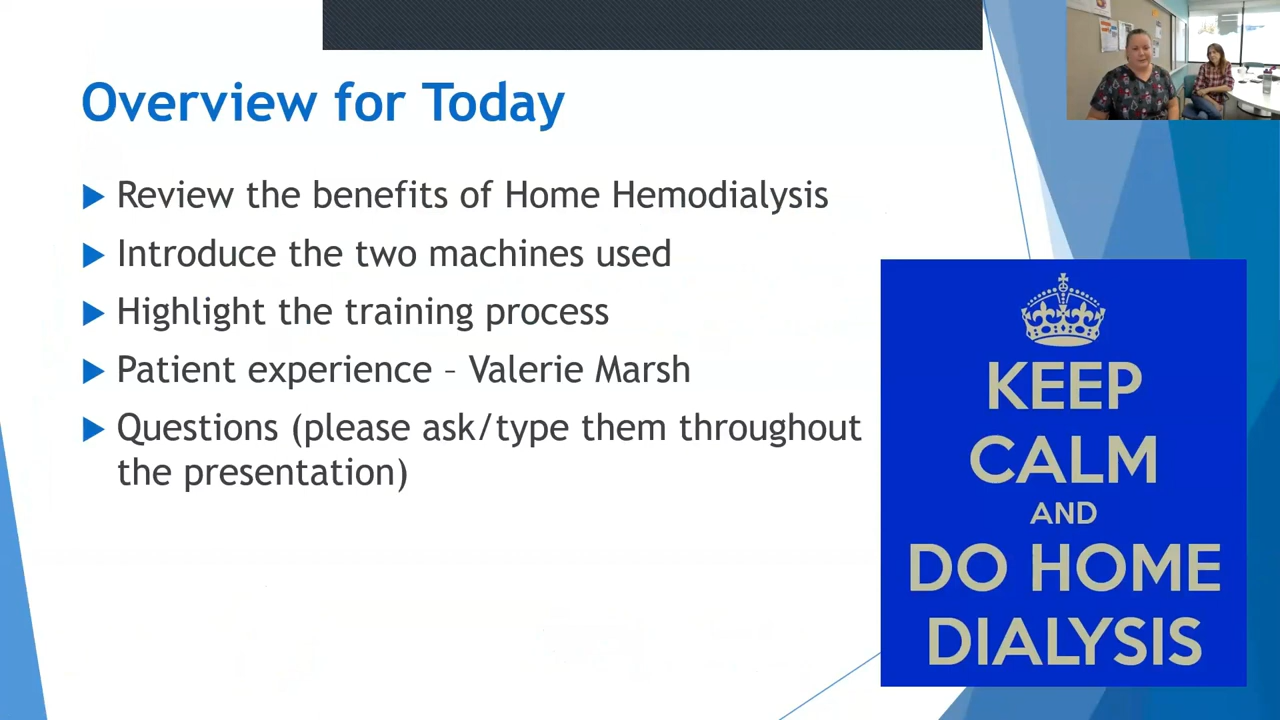 Overview for Today
Review the benefits of Home Hemodialysis
Introduce the two machines used
Highlight the training process
Patient experience – Valerie Marsh
Questions (please ask/type them throughout
the presentation)
KEEP
CALM
AND
DO HOME
DIALYSIS